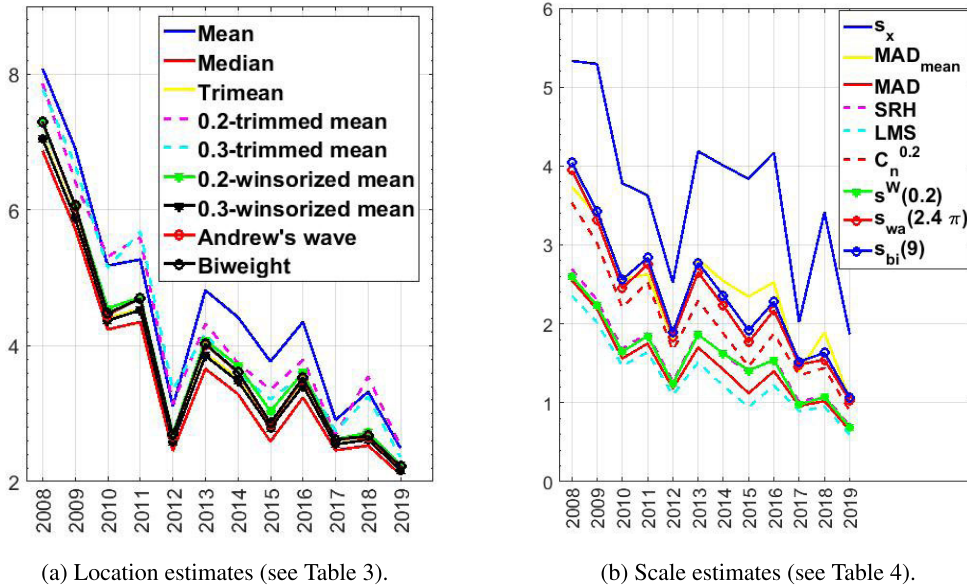 Mean
Median
Trimean
0.2-trimmed mean
0.3-trimmed mean
0.2-winsorized mean
0.3-winsorized mean
Andrew's wave
Biweight
8
6
4
2
2008
2009
2010
2011
2012
2013
2014
2015
2016
2017
2018
2019
(a) Location estimates (see Table 3).
s_x
MAD_mean
MAD
SRH
LMS
C_n^0.2
s^W(0.2)
s_wa(2.4 π)
s_bi(9)
6
5
4
3
2
1
0
2008
2009
2010
2011
2012
2013
2014
2015
2016
2017
2018
2019
(b) Scale estimates (see Table 4).